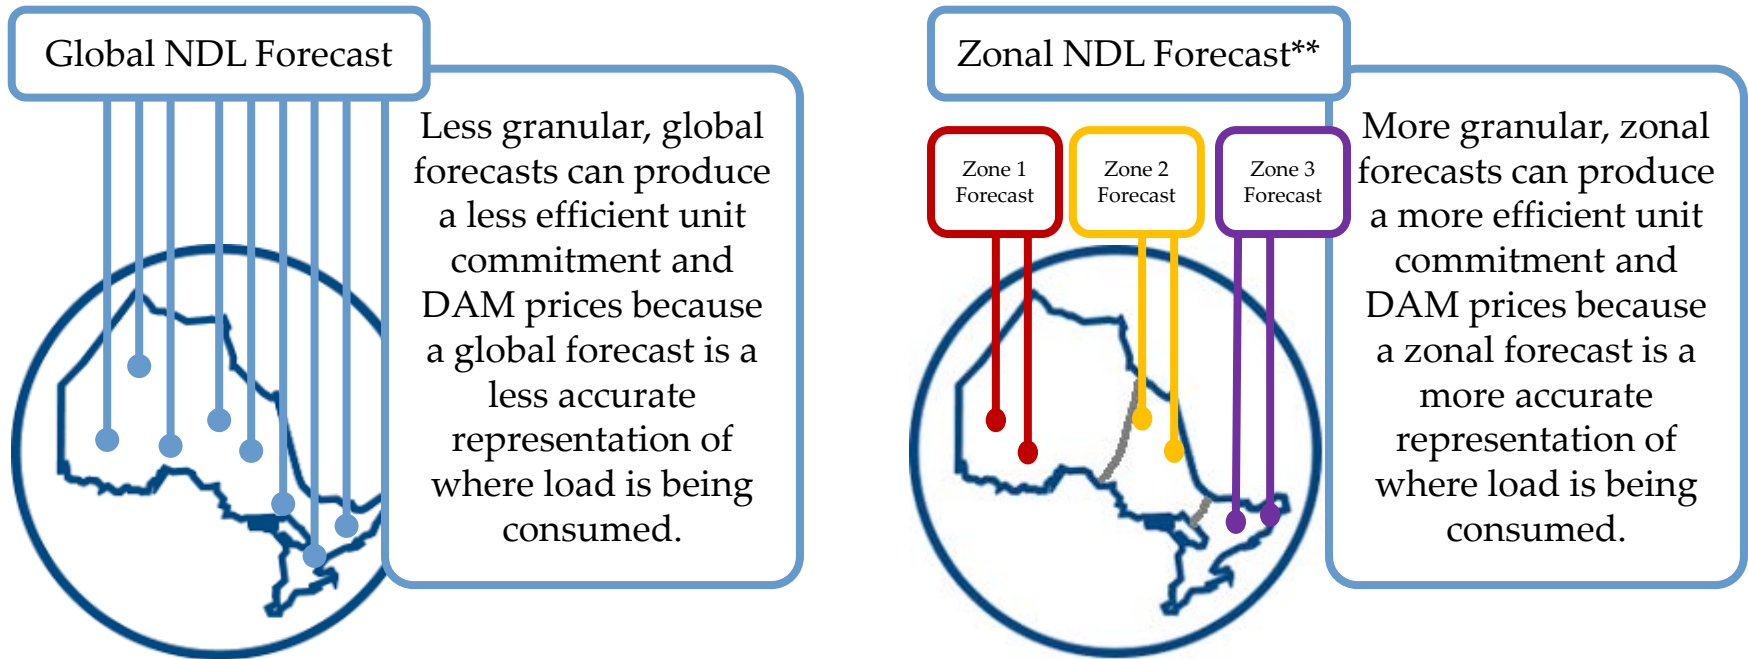 Global NDL Forecast
Less granular, global
forecasts can produce
a less efficient unit
commitment and
DAM prices because
a global forecast is a
less accurate
representation of
where load is being
consumed.
Zonal NDL Forecast**
Zone 1
Forecast
Zone 2
Forecast
Zone 3
Forecast
More granular, zonal
forecasts can produce
a more efficient unit
commitment and
DAM prices because
a zonal forecast is a
more accurate
representation of
where load is being
consumed.